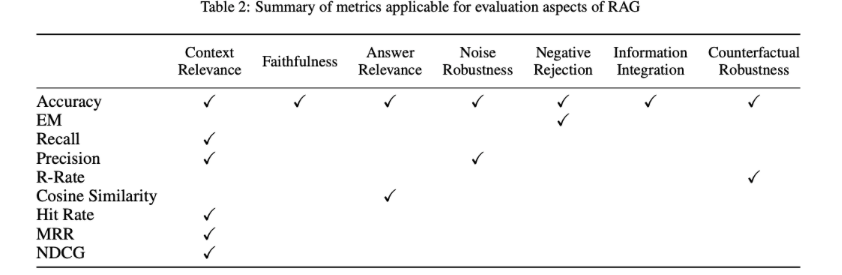 Table 2: Summary of metrics applicable for evaluation aspects of RAG
Context Relevance Faithfulness Answer Relevance Noise Robustness Negative Rejection Information Integration Counterfactual Robustness
Accuracy ✓ ✓ ✓ ✓ ✓ ✓ ✓
EM ✓
Recall ✓
Precision ✓ ✓
R-Rate ✓
Cosine Similarity ✓
Hit Rate ✓
MRR ✓
NDCG ✓